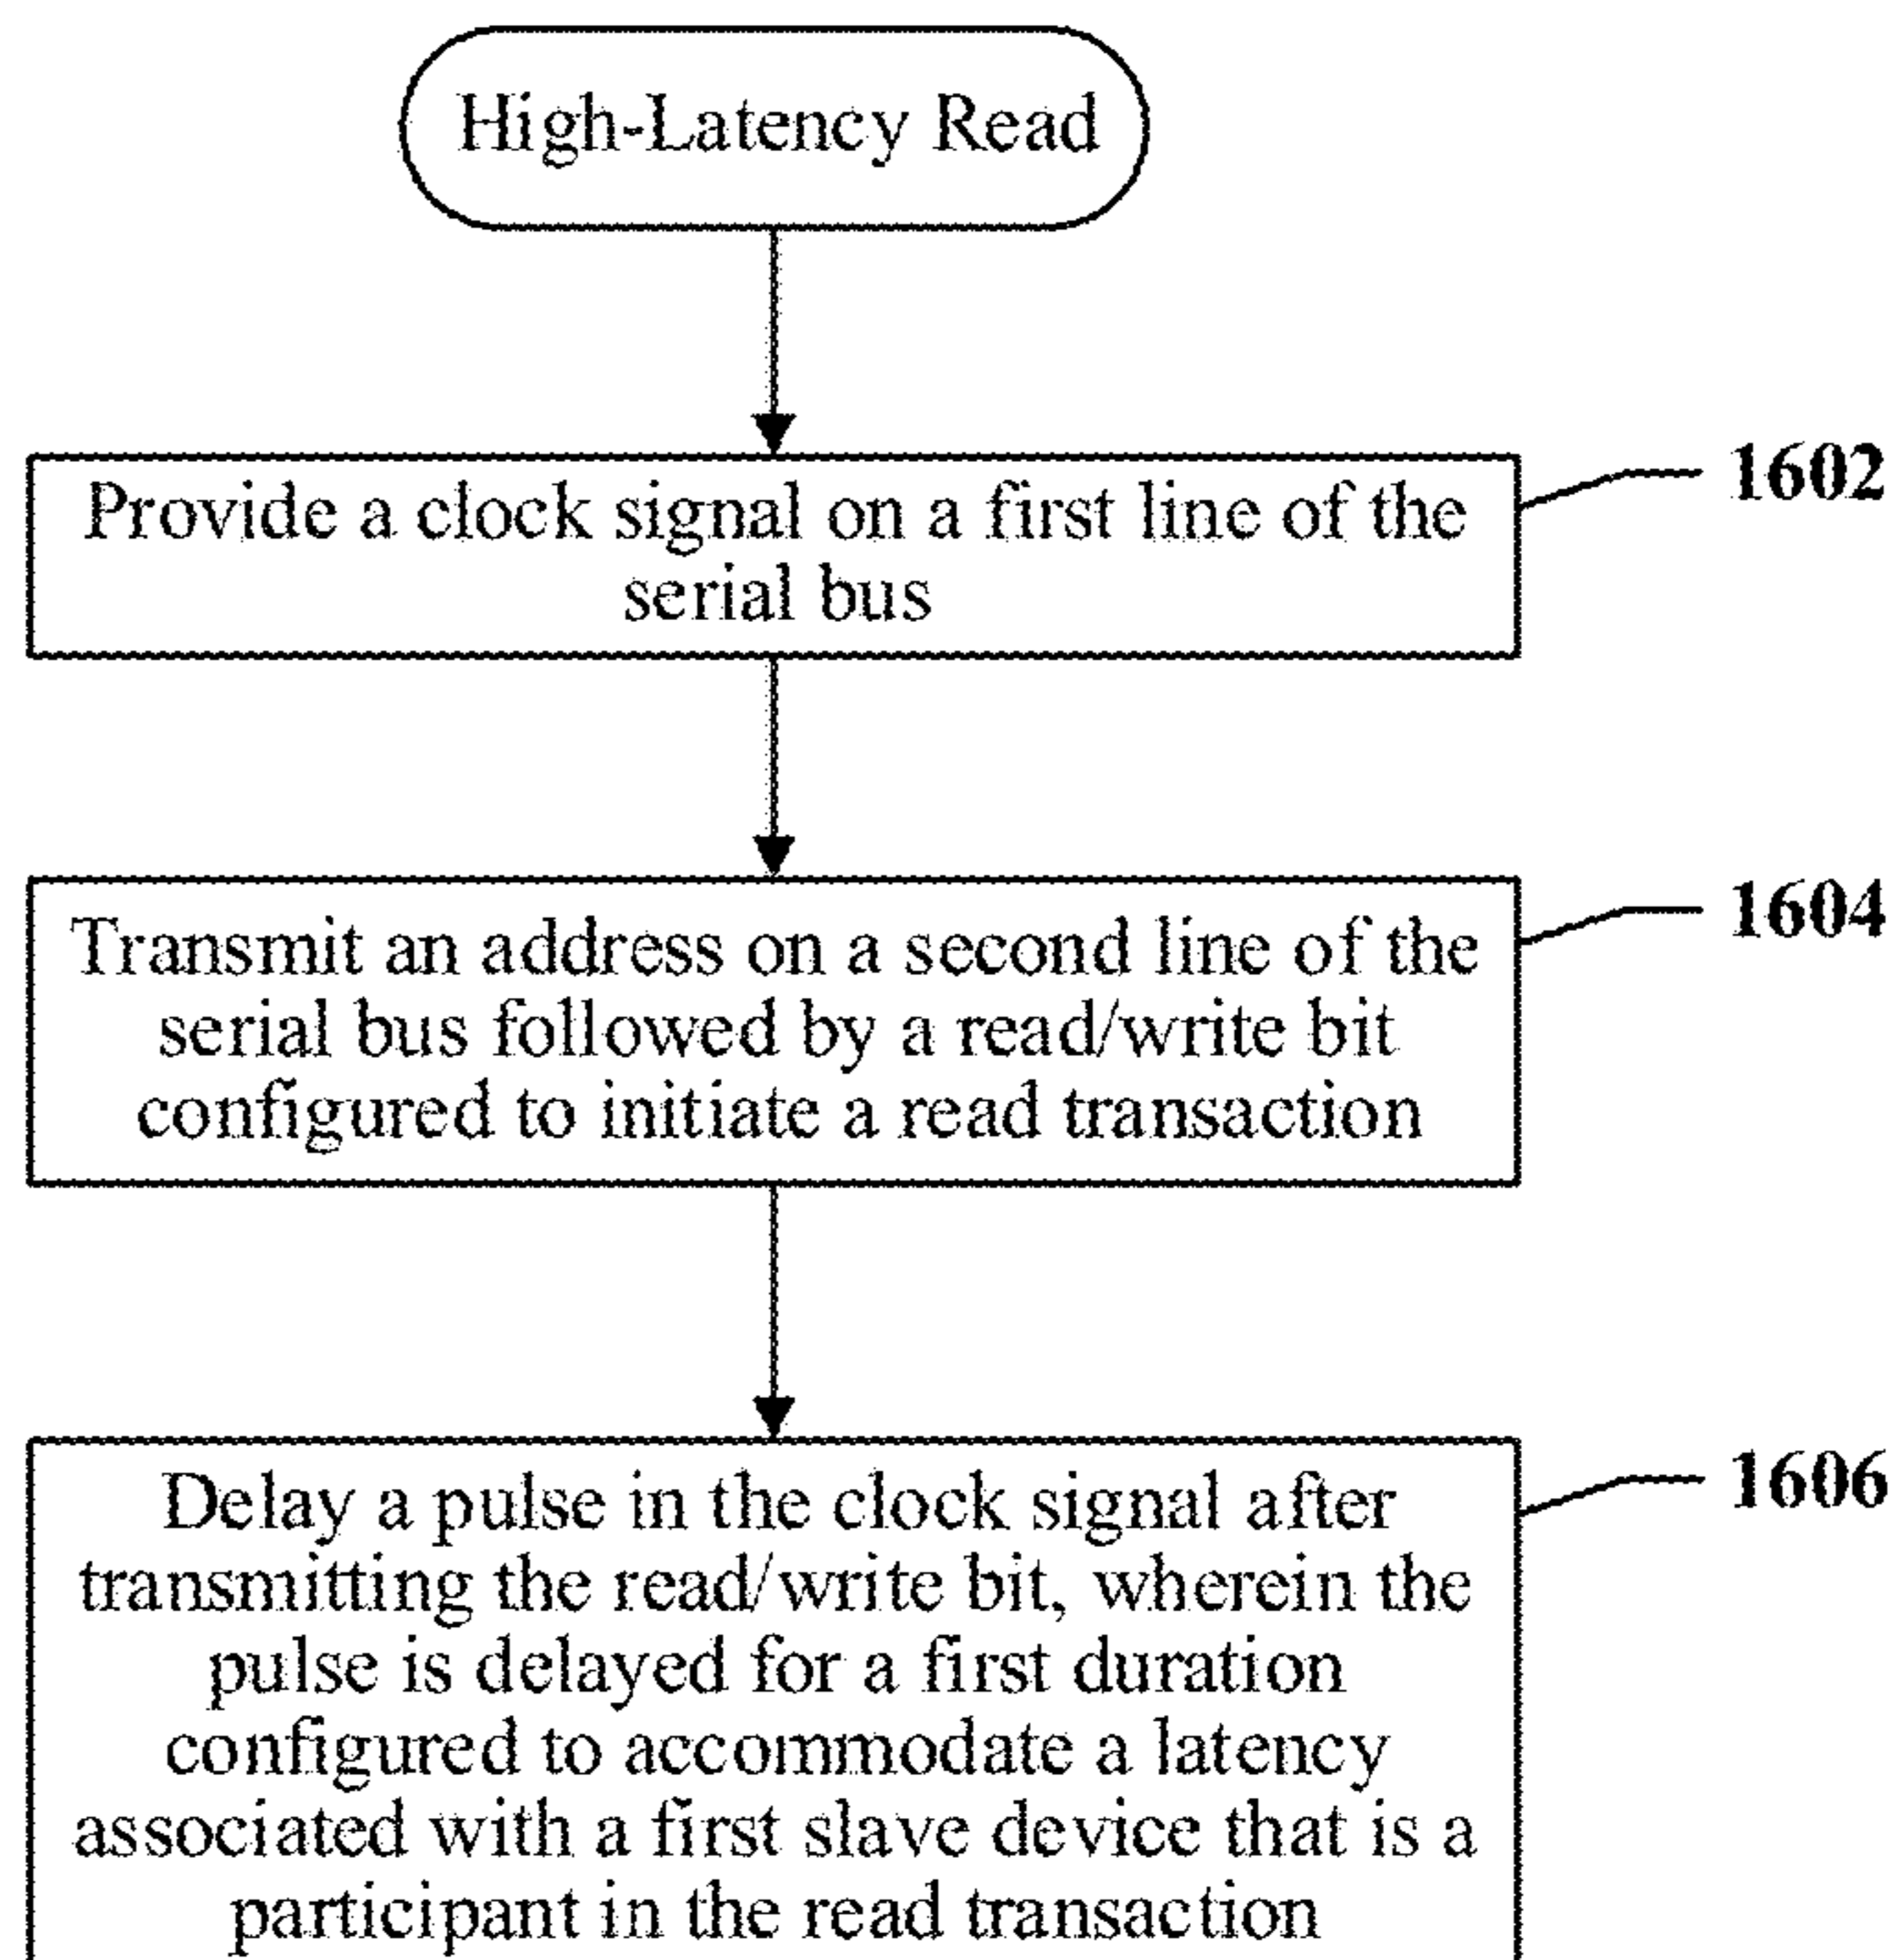 High-Latency Read
Provide a clock signal on a first line of the
serial bus
1602
Transmit an address on a second line of the
serial bus followed by a read/write bit
configured to initiate a read transaction
1604
Delay a pulse in the clock signal after
transmitting the read/write bit, wherein the
pulse is delayed for a first duration
configured to accommodate a latency
associated with a first slave device that is a
participant in the read transaction
1606